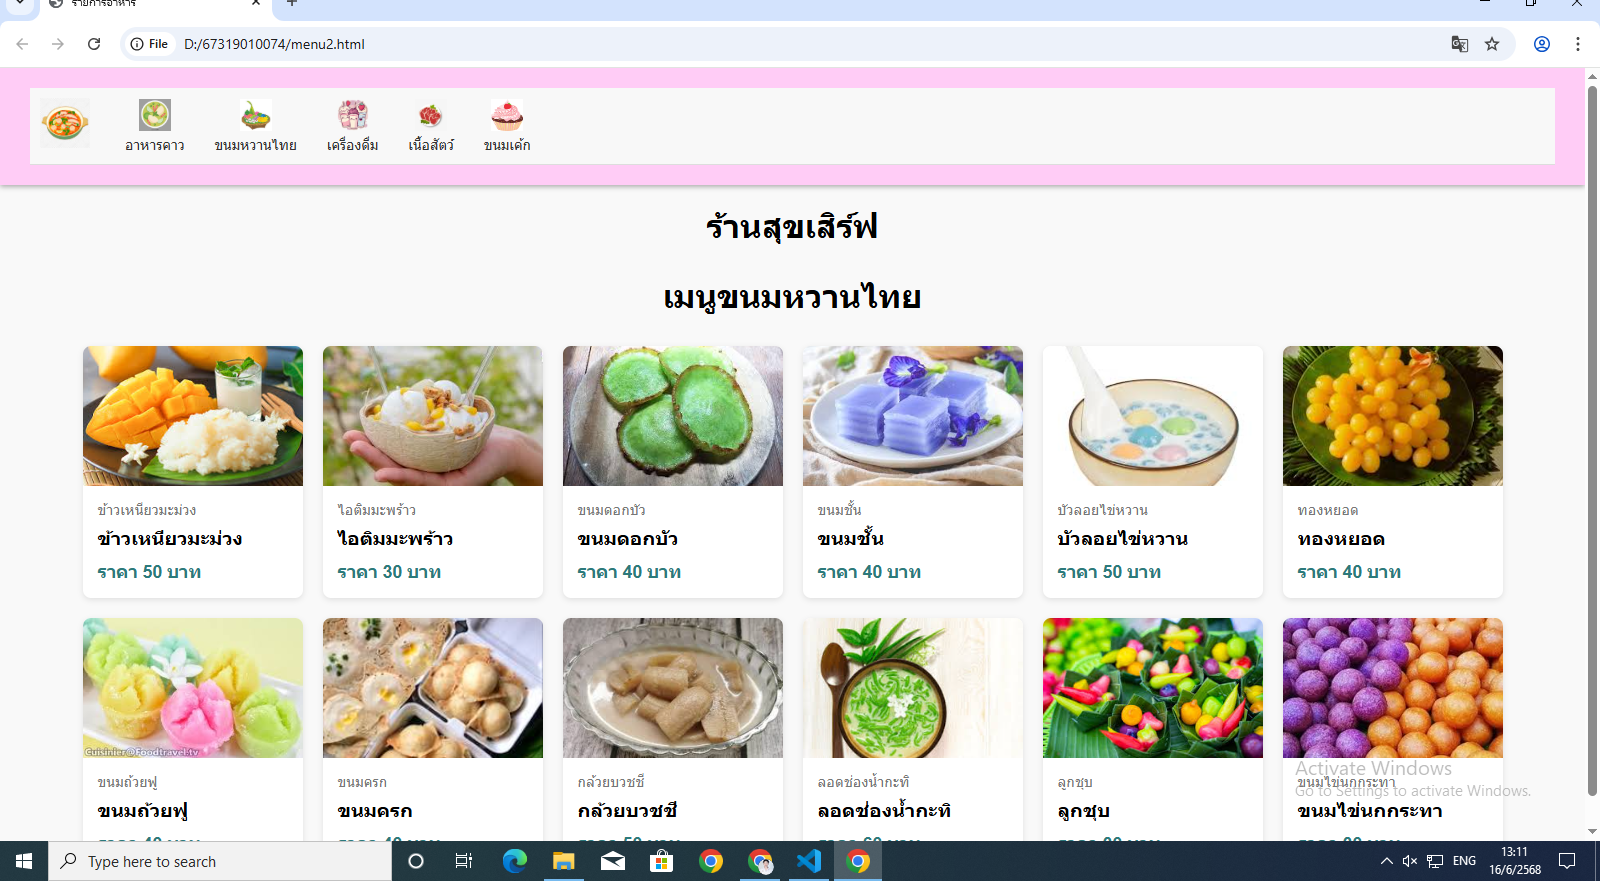 รายการอาหาร
File D:/67319010074/menu2.html
อาหารคาว ขนมหวานไทย เครื่องดื่ม เนื้อสัตว์ ขนมเค้ก
ร้านสุขเสิร์ฟ
เมนูขนมหวานไทย
ข้าวเหนียวมะม่วง ไอติมมะพร้าว ขนมดอกบัว ขนมชั้น บัวลอยไข่หวาน ทองหยอด
ข้าวเหนียวมะม่วง ไอติมมะพร้าว ขนมดอกบัว ขนมชั้น บัวลอยไข่หวาน ทองหยอด
ราคา 50 บาท ราคา 30 บาท ราคา 40 บาท ราคา 40 บาท ราคา 50 บาท ราคา 40 บาท
Cuisinier@Foodtravel.tv
Activate Windows
Go to Settings to activate Windows.
ขนมถ้วยฟู ขนมครก กล้วยบวชชี ลอดช่องน้ำกะทิ ลูกชุบ ขนมไข่นกกระทา
ขนมถ้วยฟู ขนมครก กล้วยบวชชี ลอดช่องน้ำกะทิ ลูกชุบ ขนมไข่นกกระทา
Type here to search
ENG
13:11
16/6/2568